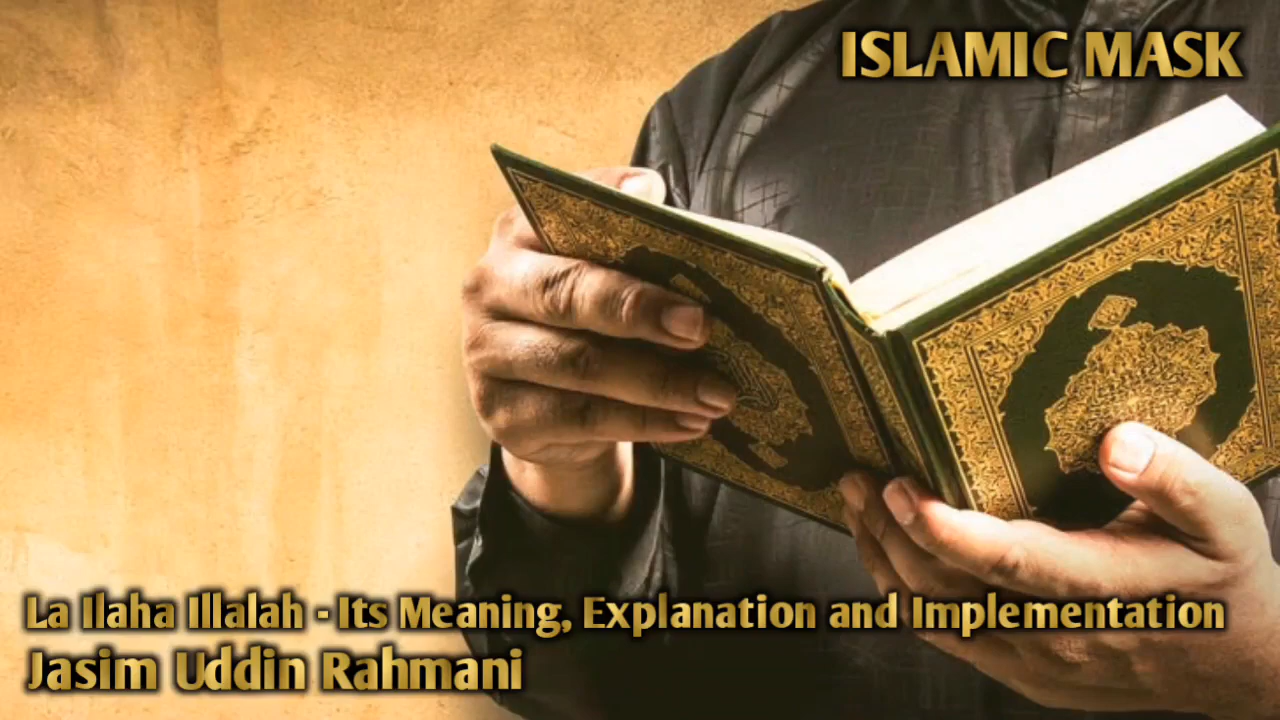 ISLAMIC MASK
La Ilaha Illalah - Its Meaning, Explanation and Implementation
Jasim Uddin Rahmani